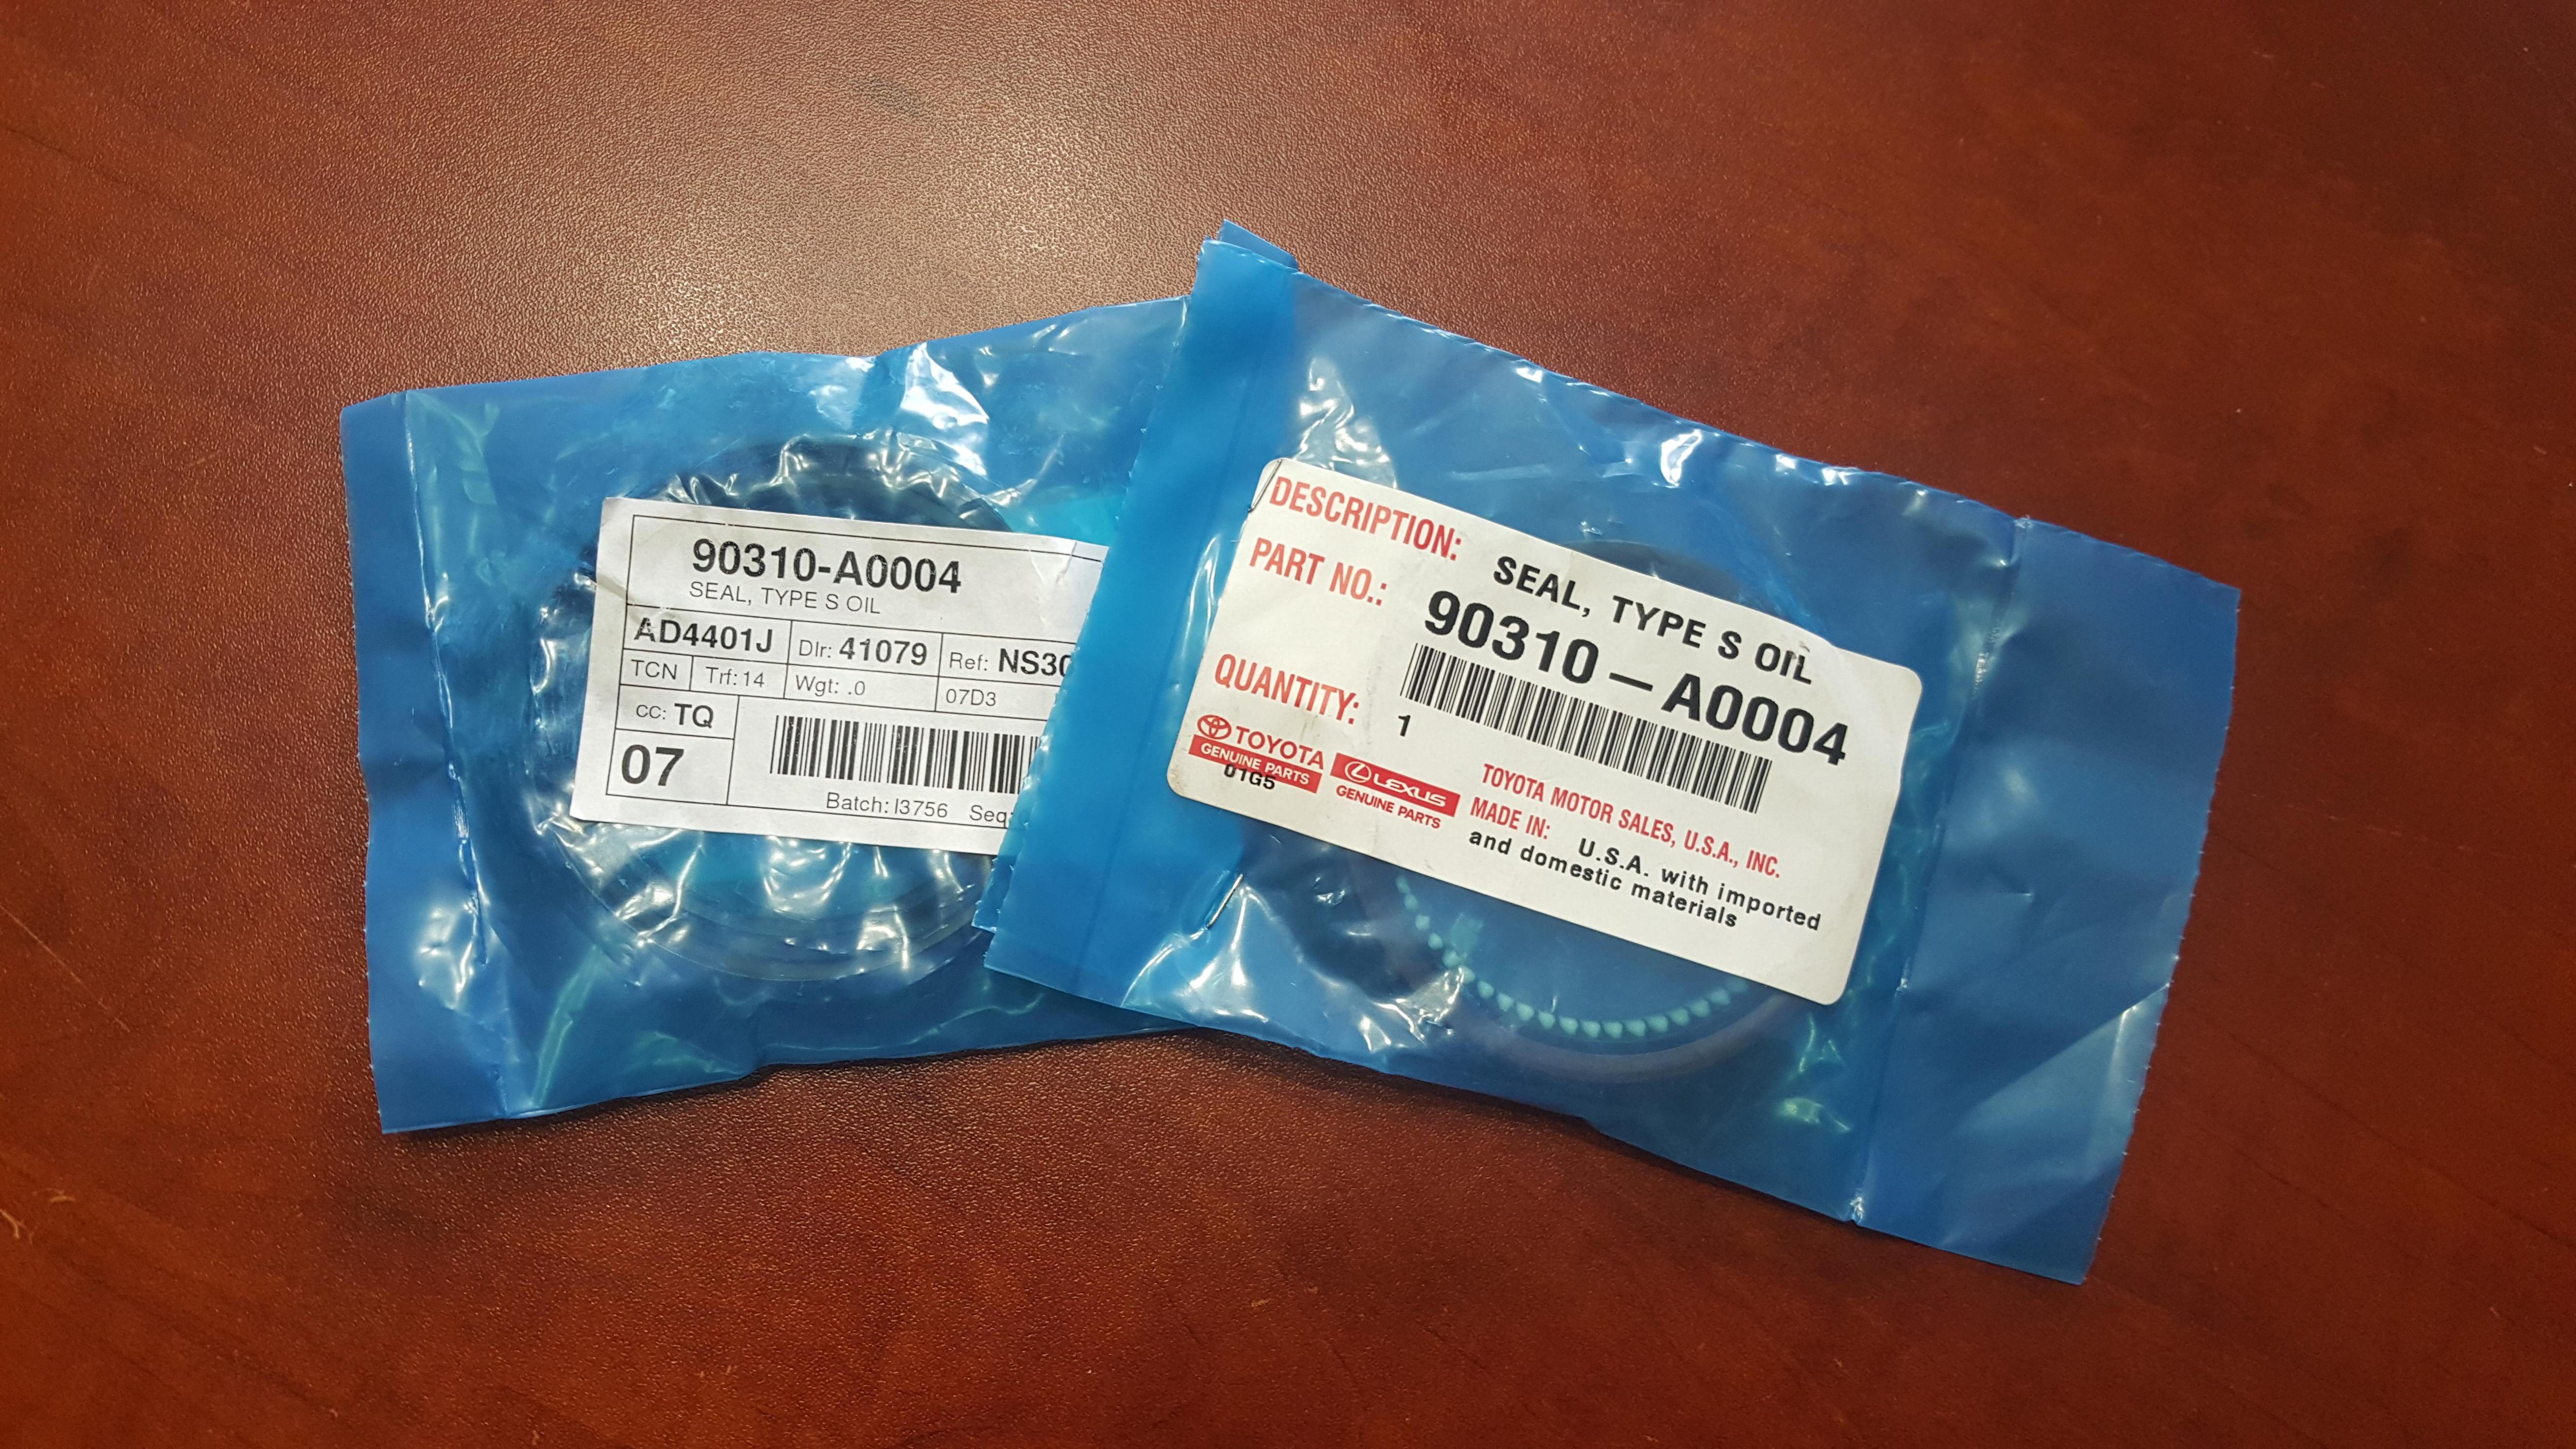 90310-A0004
SEAL, TYPE S OIL
AD4401J Dlr: 41079 Ref: NS30
TCN Trf: 14 Wgt: .0 07D3
CC: TQ
07
Batch: I3756 Seq:
DESCRIPTION: SEAL, TYPE S OIL
PART NO.: 90310-A0004
QUANTITY: 1
TOYOTA
GENUINE PARTS
01G5
LEXUS
GENUINE PARTS
TOYOTA MOTOR SALES, U.S.A., INC.
MADE IN: U.S.A. with imported
and domestic materials